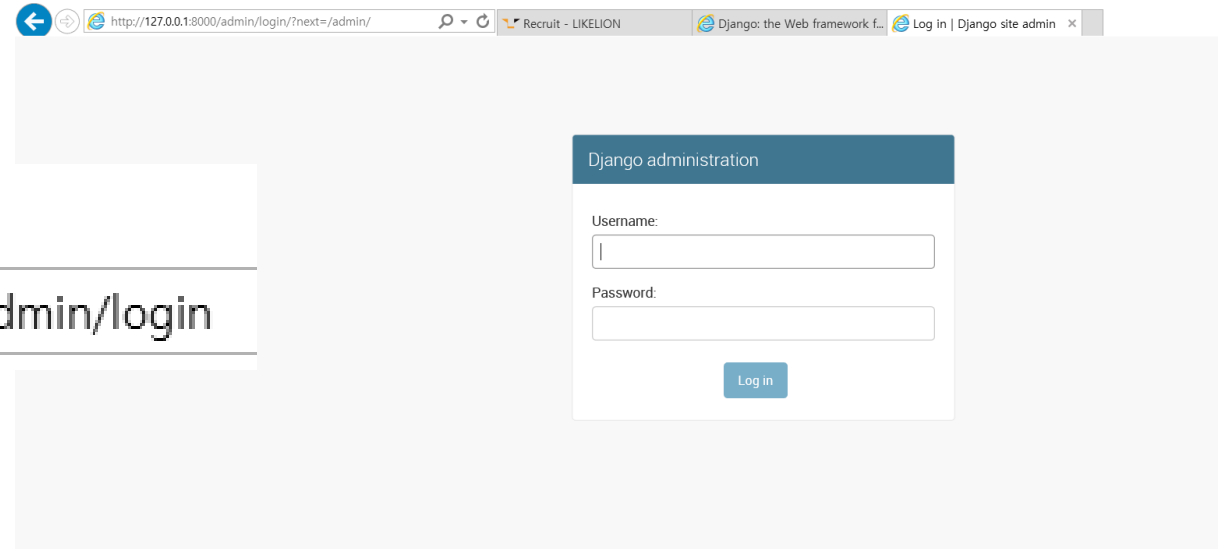 http://127.0.0.1:8000/admin/login/?next=/admin/
Recruit - LIKELION
Django: the Web framework f...
Log in | Django site admin
Django administration
Username:
Password:
Log in
dmin/login